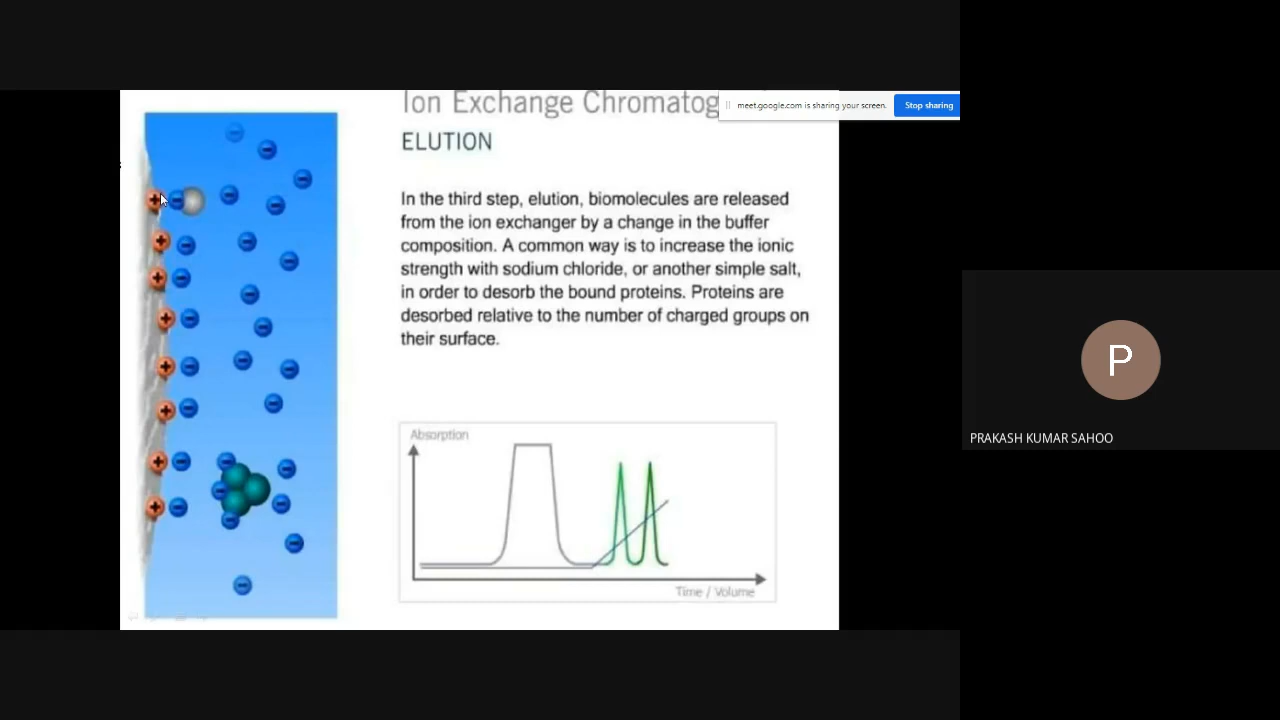 Ion Exchange Chromatog
meet.google.com is sharing your screen.
Stop sharing
ELUTION
In the third step, elution, biomolecules are released
from the ion exchanger by a change in the buffer
composition. A common way is to increase the ionic
strength with sodium chloride, or another simple salt,
in order to desorb the bound proteins. Proteins are
desorbed relative to the number of charged groups on
their surface.
Absorption
Time / Volume
P
PRAKASH KUMAR SAHOO